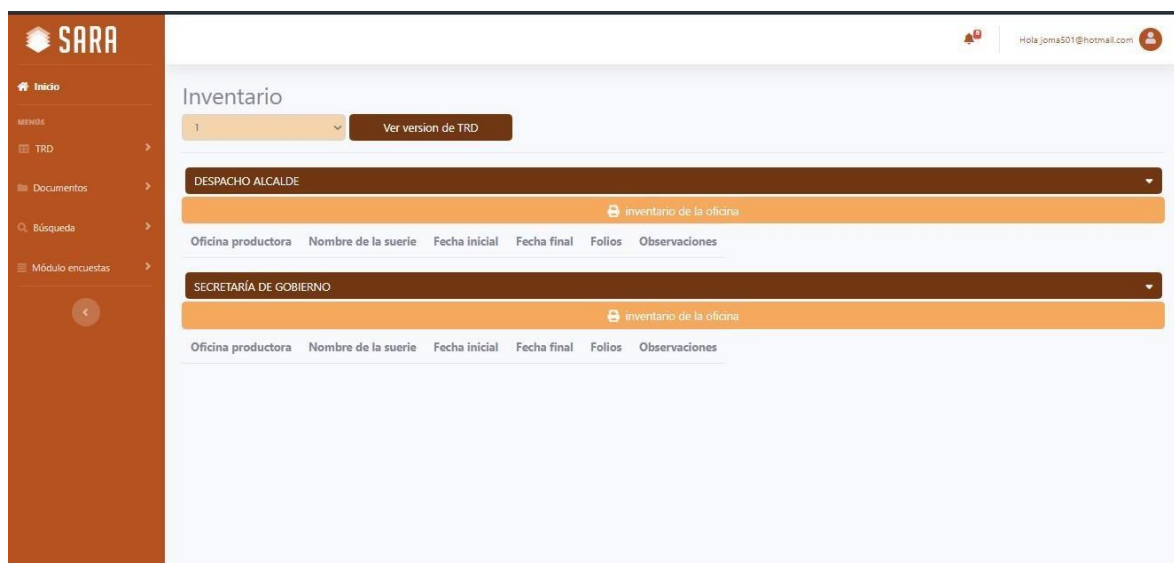 SARA
Hola joma501@hotmail.com
Inicio
MENÚS
TRD
Documentos
Búsqueda
Módulo encuestas
Inventario
1
Ver version de TRD
DESPACHO ALCALDE
inventario de la oficina
Oficina productora Nombre de la suerie Fecha inicial Fecha final Folios Observaciones
SECRETARÍA DE GOBIERNO
inventario de la oficina
Oficina productora Nombre de la suerie Fecha inicial Fecha final Folios Observaciones